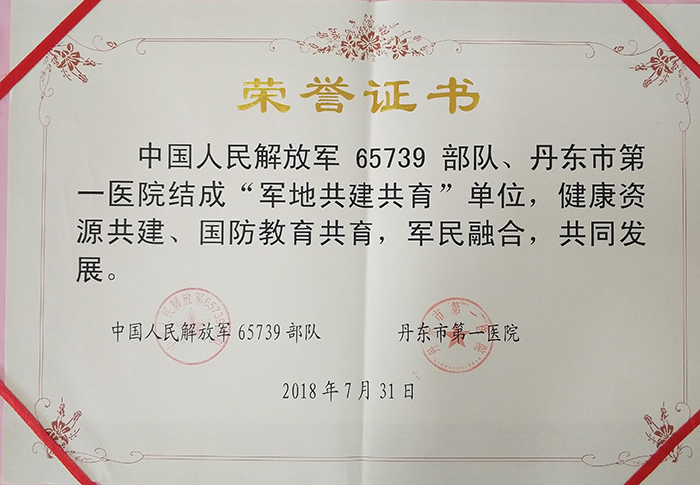 荣誉证书
中国人民解放军 65739 部队、丹东市第
一医院结成“军地共建共育”单位，健康资
源共建、国防教育共育，军民融合，共同发
展。
中国人民解放军 65739 部队
丹东市第一医院
2018 年 7 月 31 日